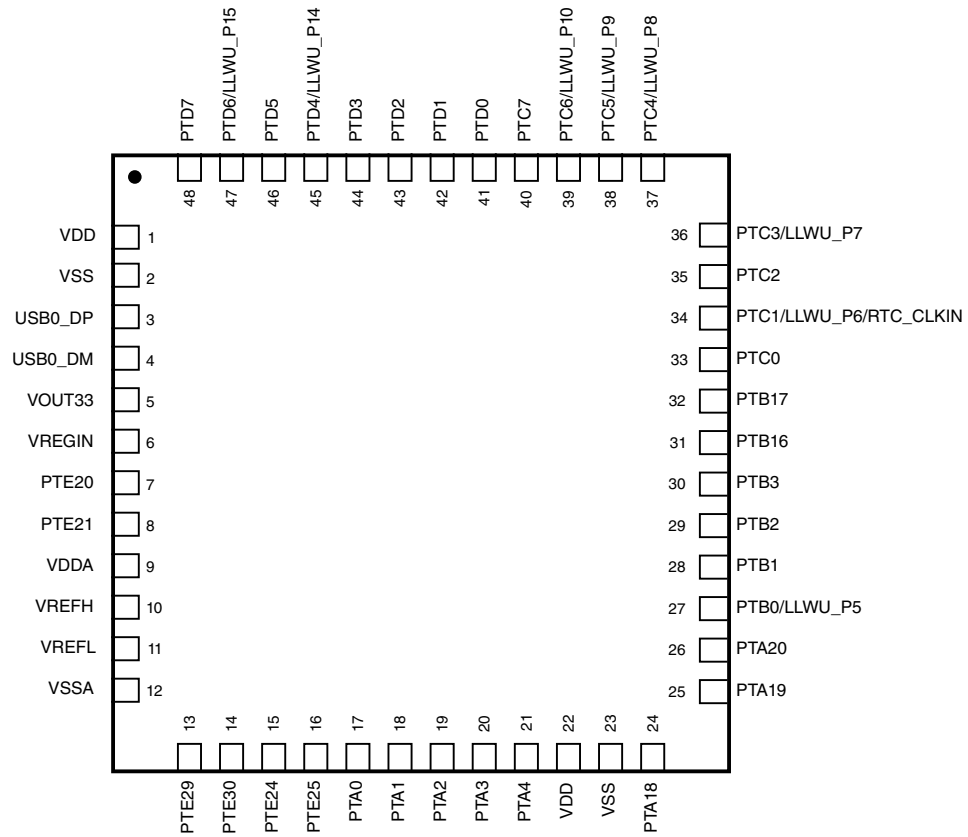 PTD7
PTD6/LLWU_P15
PTD5
PTD4/LLWU_P14
PTD3
PTD2
PTD1
PTD0
PTC7
PTC6/LLWU_P10
PTC5/LLWU_P9
PTC4/LLWU_P8
48
47
46
45
44
43
42
41
40
39
38
37
VDD 1
VSS 2
USB0_DP 3
USB0_DM 4
VOUT33 5
VREGIN 6
PTE20 7
PTE21 8
VDDA 9
VREFH 10
VREFL 11
VSSA 12
36 PTC3/LLWU_P7
35 PTC2
34 PTC1/LLWU_P6/RTC_CLKIN
33 PTC0
32 PTB17
31 PTB16
30 PTB3
29 PTB2
28 PTB1
27 PTB0/LLWU_P5
26 PTA20
25 PTA19
13
14
15
16
17
18
19
20
21
22
23
24
PTE29
PTE30
PTE24
PTE25
PTA0
PTA1
PTA2
PTA3
PTA4
VDD
VSS
PTA18